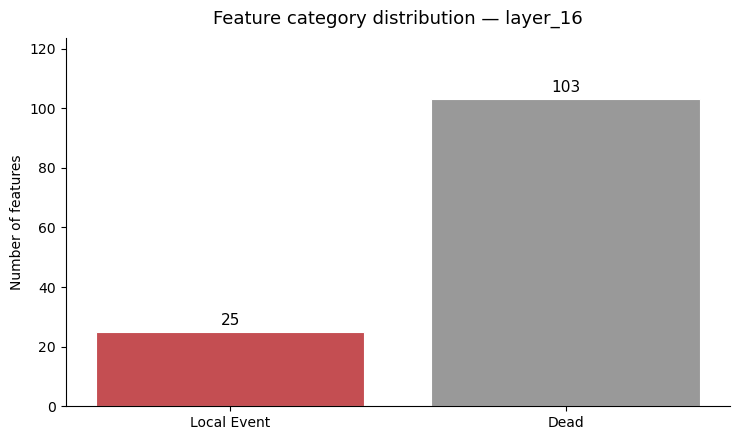 Feature category distribution — layer_16
Number of features
120
100
80
60
40
20
0
25
103
Local Event
Dead